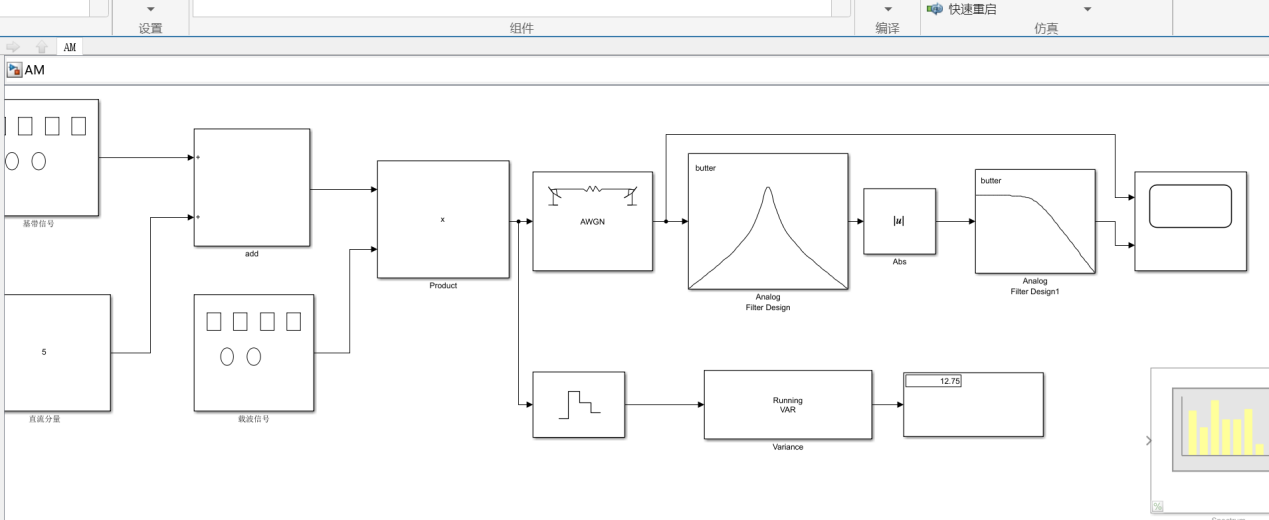 设置
组件
编译
快速重启
仿真
AM
AM
基带信号
+
+
add
5
直流分量
载波信号
x
Product
AWGN
butter
Analog
Filter Design
|u|
Abs
butter
Analog
Filter Design1
Running
VAR
Variance
12.75